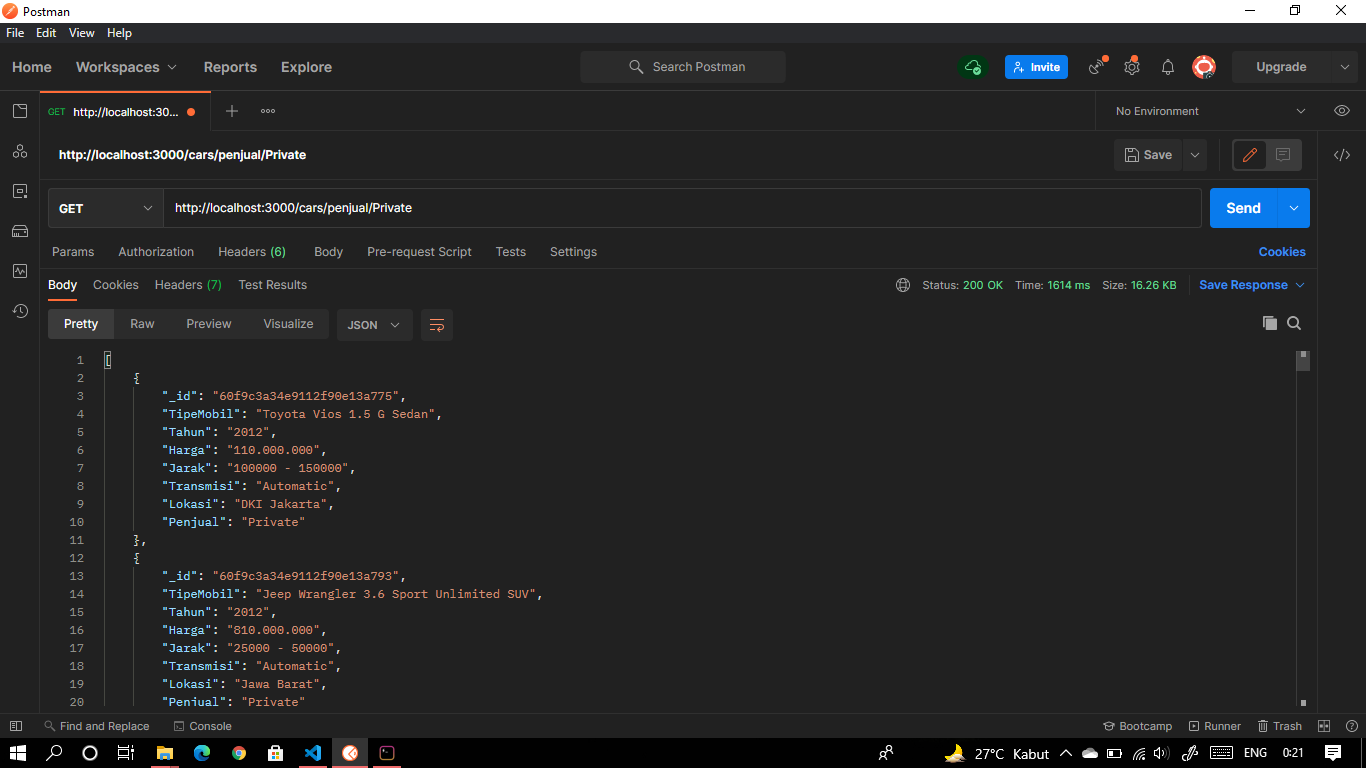 Postman
File Edit View Help
Home Workspaces Reports Explore Search Postman Invite Upgrade
GET http://localhost:30... No Environment
http://localhost:3000/cars/penjual/Private Save
GET http://localhost:3000/cars/penjual/Private Send
Params Authorization Headers (6) Body Pre-request Script Tests Settings Cookies
Body Cookies Headers (7) Test Results Status: 200 OK Time: 1614 ms Size: 16.26 KB Save Response
Pretty Raw Preview Visualize JSON
1 [
2 {
3 "_id": "60f9c3a34e9112f90e13a775",
4 "TipeMobil": "Toyota Vios 1.5 G Sedan",
5 "Tahun": "2012",
6 "Harga": "110.000.000",
7 "Jarak": "100000 - 150000",
8 "Transmisi": "Automatic",
9 "Lokasi": "DKI Jakarta",
10 "Penjual": "Private"
11 },
12 {
13 "_id": "60f9c3a34e9112f90e13a793",
14 "TipeMobil": "Jeep Wrangler 3.6 Sport Unlimited SUV",
15 "Tahun": "2012",
16 "Harga": "810.000.000",
17 "Jarak": "25000 - 50000",
18 "Transmisi": "Automatic",
19 "Lokasi": "Jawa Barat",
20 "Penjual": "Private"
Find and Replace Console Bootcamp Runner Trash
27°C Kabut ENG 0:21